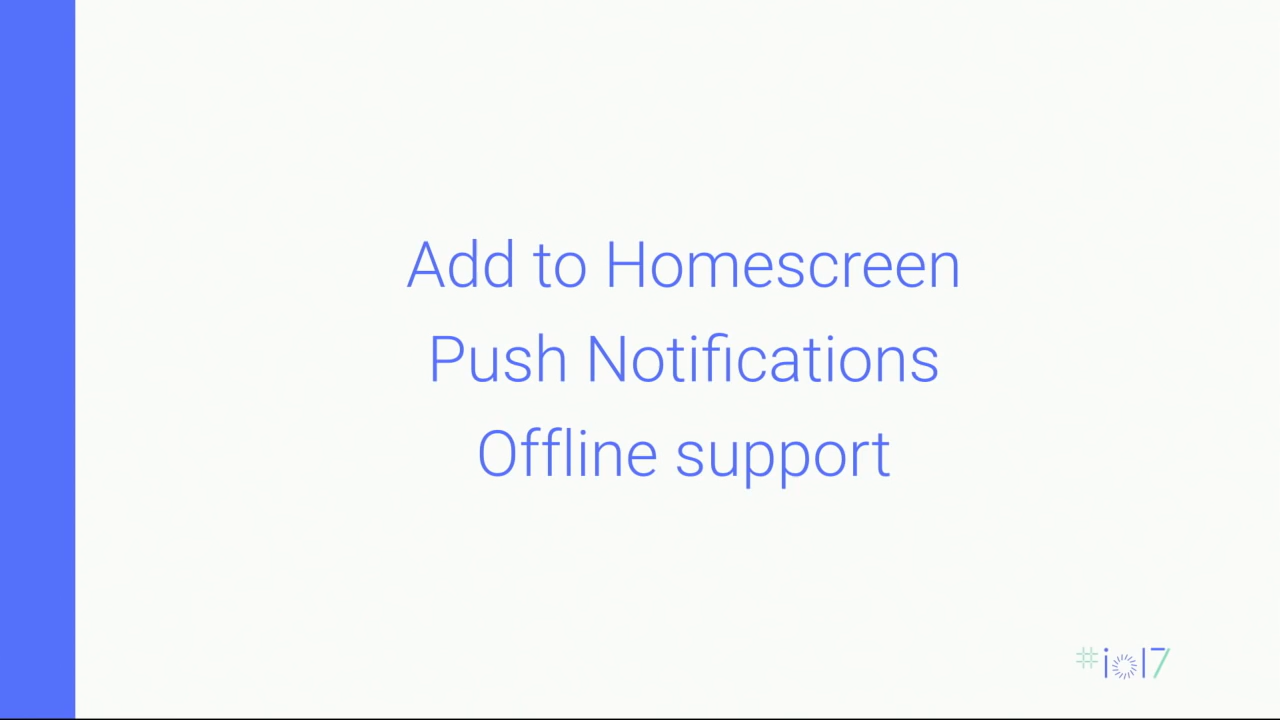 Add to Homescreen
Push Notifications
Offline support
#io17